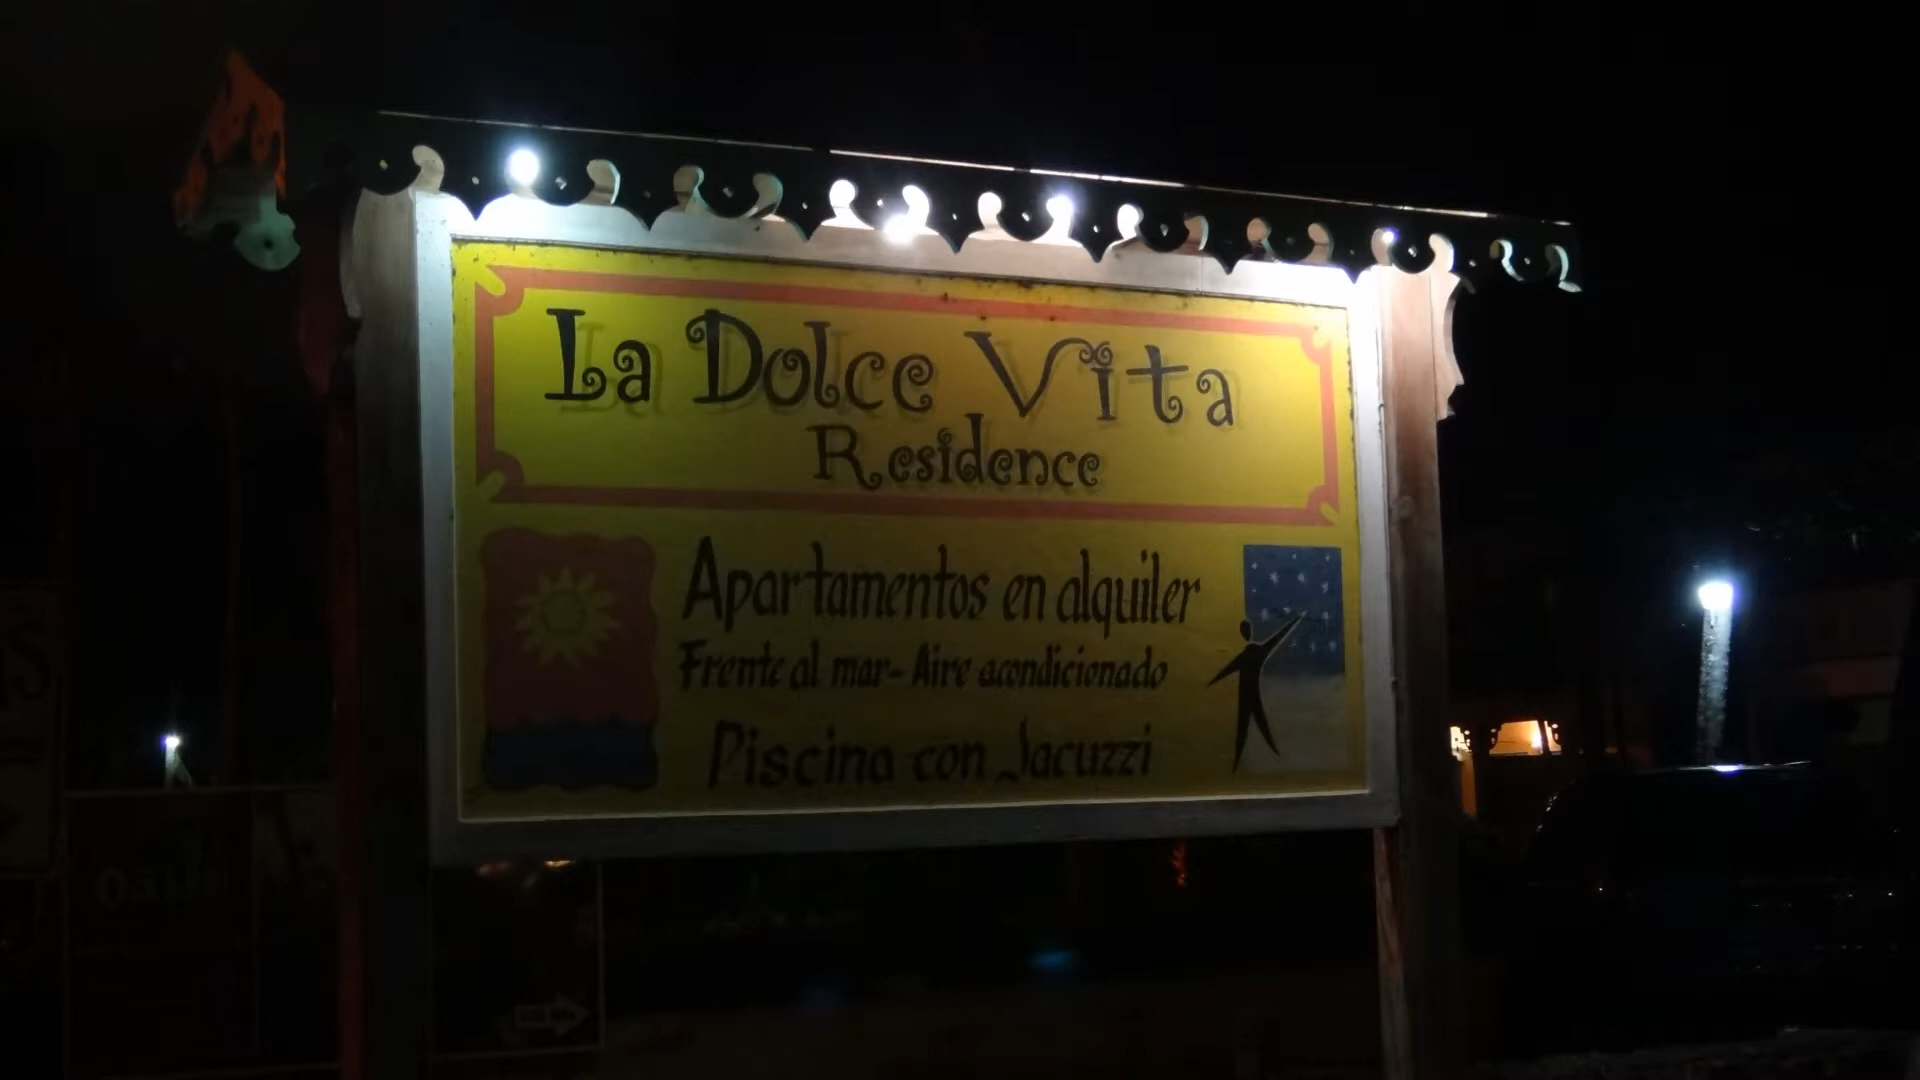 La Dolce Vita
Residence
Apartamentos en alquiler
Frente al mar- Aire acondicionado
Piscina con Jacuzzi